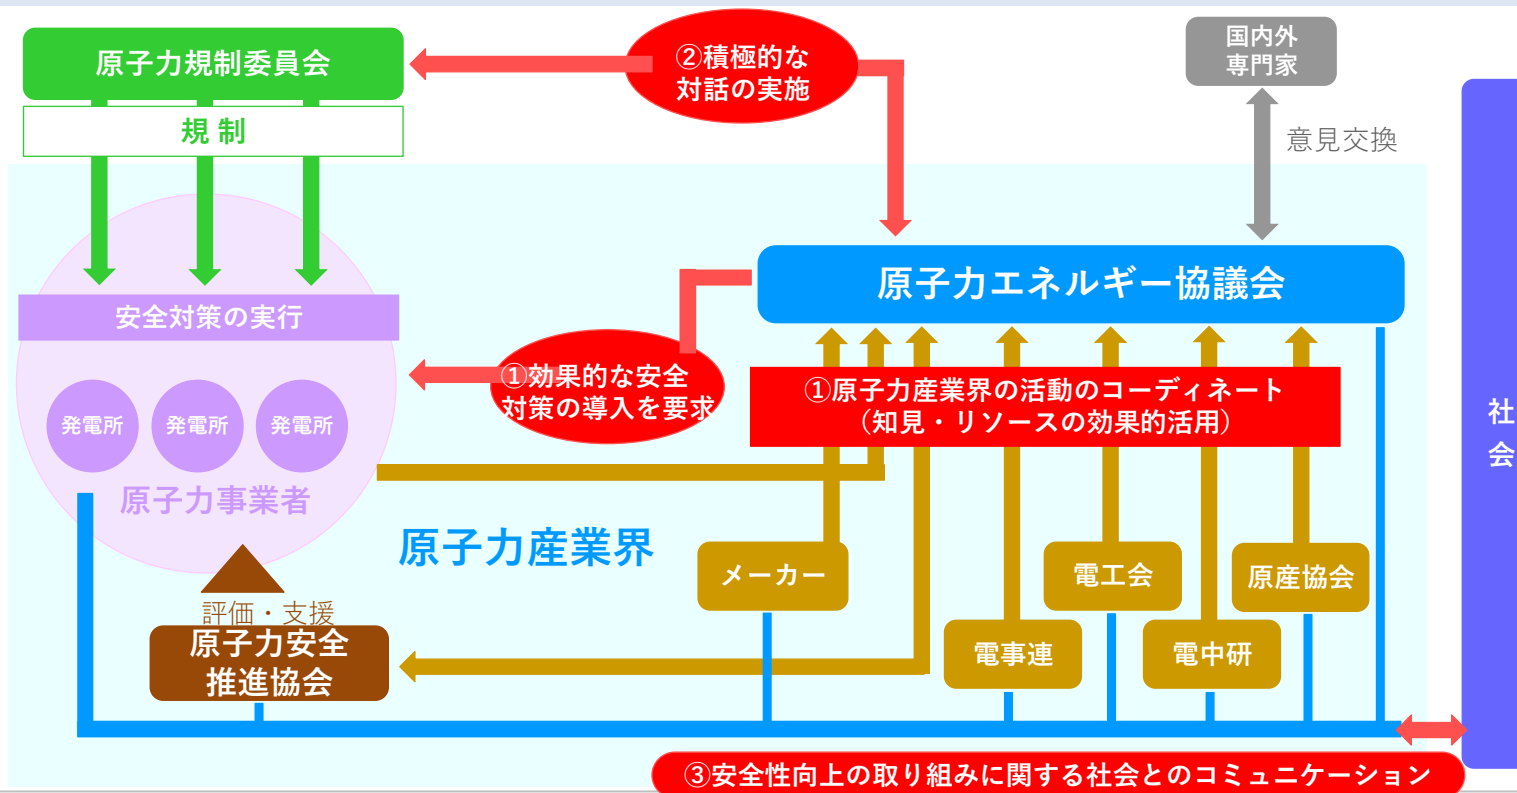 原子力規制委員会
規 制
②積極的な
対話の実施
国内外
専門家
意見交換
安全対策の実行
原子力エネルギー協議会
①効果的な安全
対策の導入を要求
①原子力産業界の活動のコーディネート
（知見・リソースの効果的活用）
発電所
発電所
発電所
原子力事業者
原子力産業界
社
会
メーカー
電工会
原産協会
評価・支援
原子力安全
推進協会
電事連
電中研
③安全性向上の取り組みに関する社会とのコミュニケーション